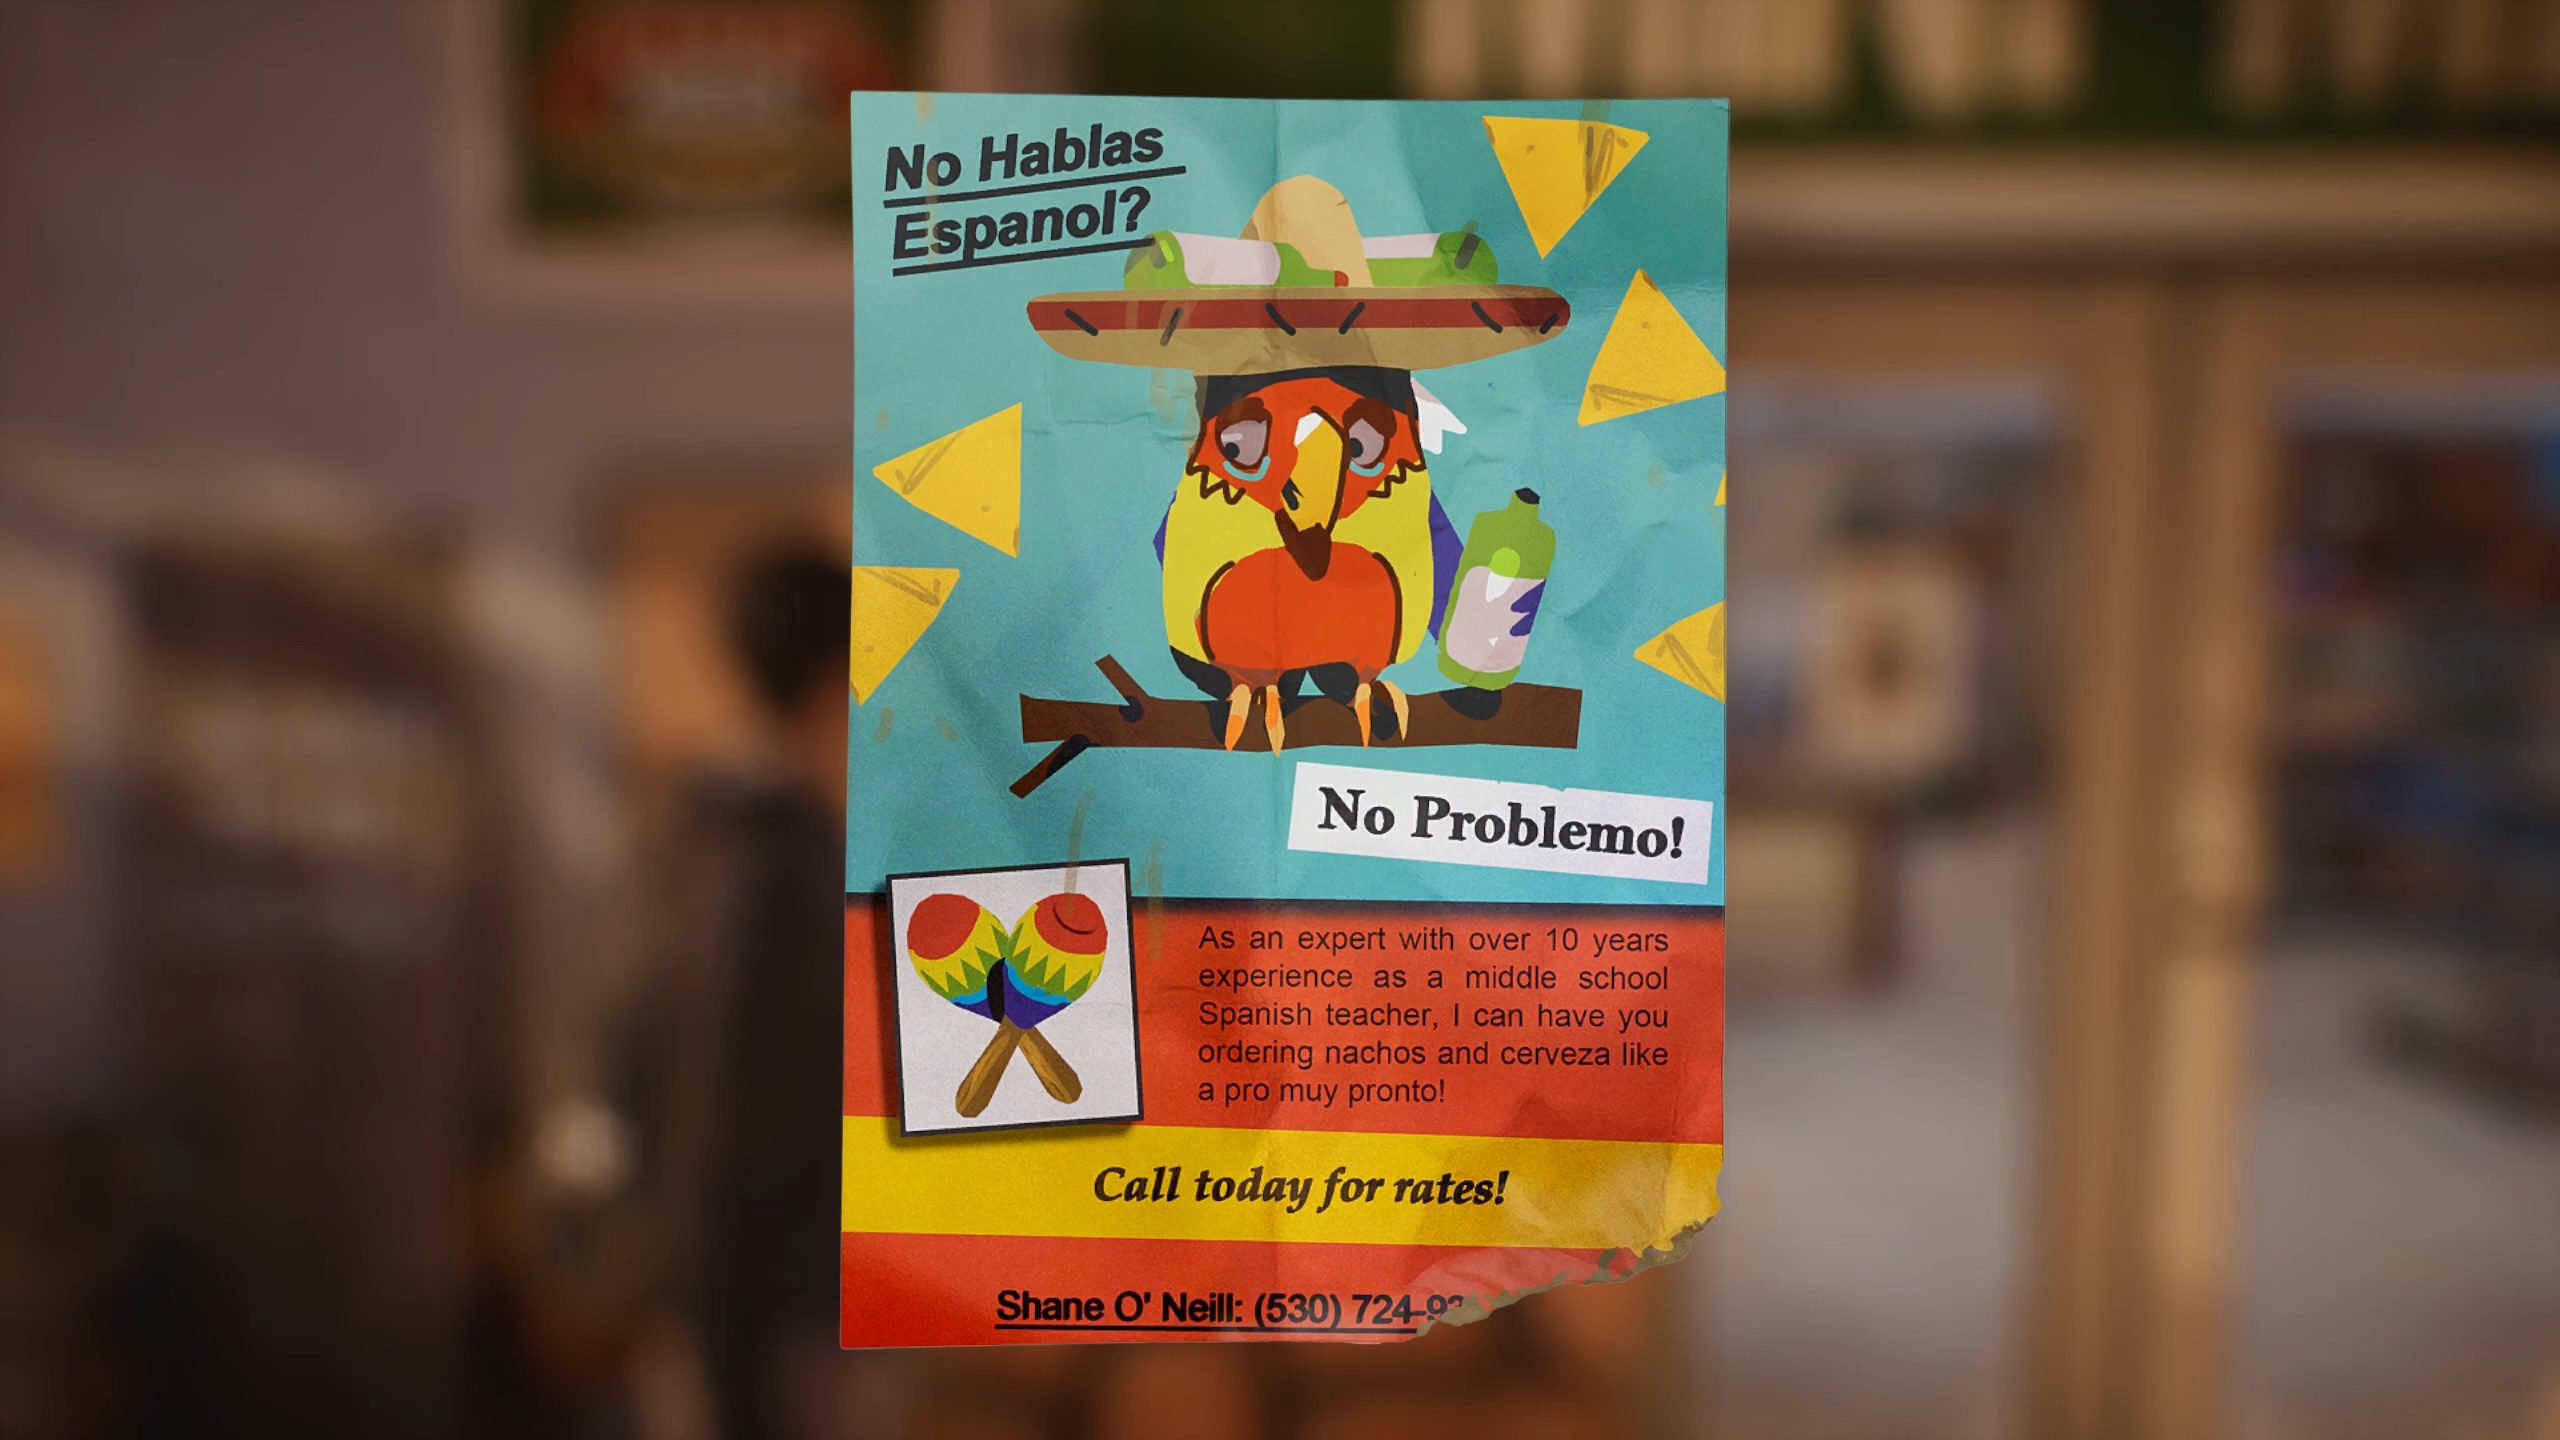 No Hablas
Espanol?
No Problemo!
As an expert with over 10 years
experience as a middle school
Spanish teacher, I can have you
ordering nachos and cerveza like
a pro muy pronto!
Call today for rates!
Shane O' Neill: (530)